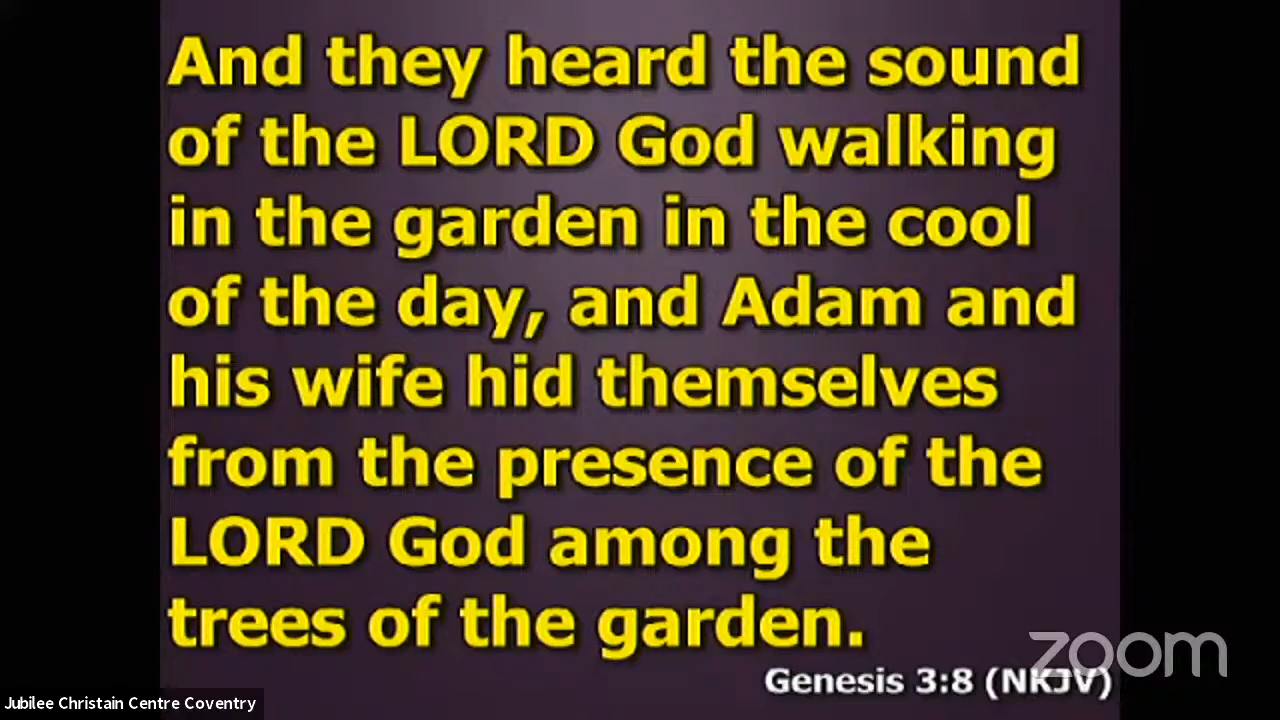 And they heard the sound
of the LORD God walking
in the garden in the cool
of the day, and Adam and
his wife hid themselves
from the presence of the
LORD God among the
trees of the garden.
zoom
Genesis 3:8 (NKJV)
Jubilee Christain Centre Coventry